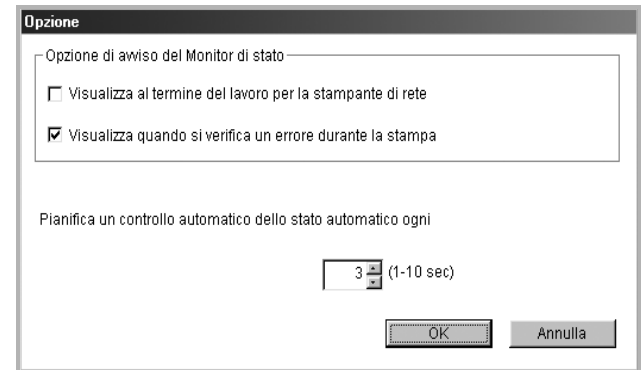 Opzione
Opzione di avviso del Monitor di stato
Visualizza al termine del lavoro per la stampante di rete
Visualizza quando si verifica un errore durante la stampa
Pianifica un controllo automatico dello stato automatico ogni
3 (1-10 sec)
OK Annulla